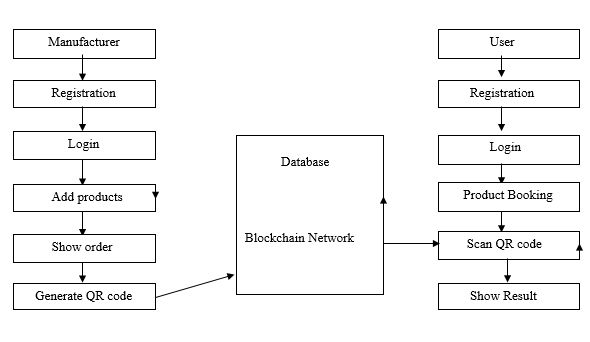 Manufacturer
Registration
Login
Add products
Show order
Generate QR code
Database
Blockchain Network
User
Registration
Login
Product Booking
Scan QR code
Show Result